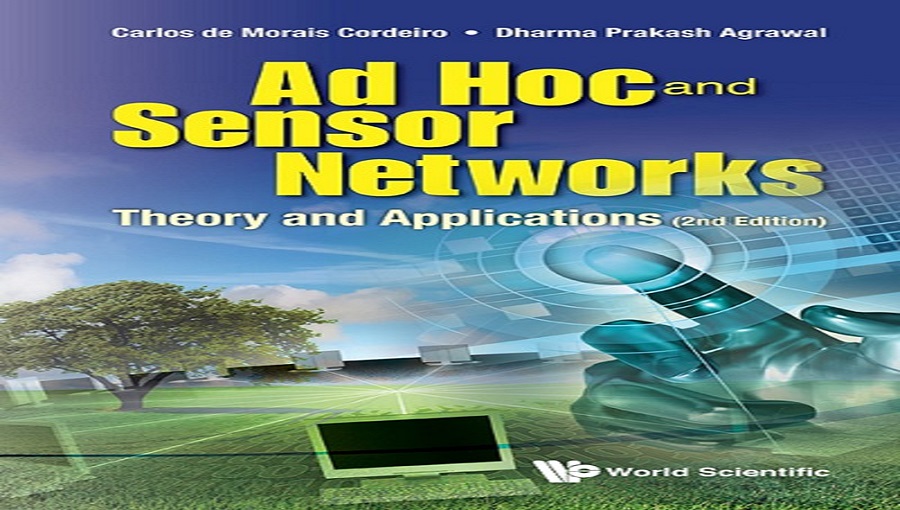 Carlos de Morais Cordeiro • Dharma Prakash Agrawal
Ad Hoc and
Sensor
Networks
Theory and Applications (2nd Edition)
World Scientific